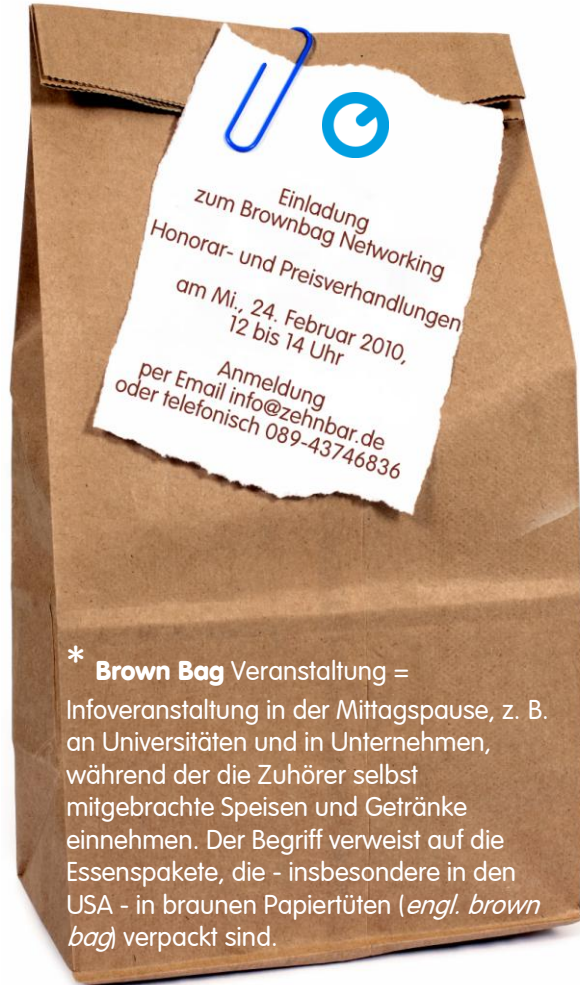 Einladung
zum Brownbag Networking
Honorar- und Preisverhandlungen
am Mi., 24. Februar 2010,
12 bis 14 Uhr
Anmeldung
per Email info@zehnbar.de
oder telefonisch 089-43746836
* Brown Bag Veranstaltung =
Infoveranstaltung in der Mittagspause, z. B.
an Universitäten und in Unternehmen,
während der die Zuhörer selbst
mitgebrachte Speisen und Getränke
einnehmen. Der Begriff verweist auf die
Essenspakete, die - insbesondere in den
USA - in braunen Papiertüten (engl. brown
bag) verpackt sind.